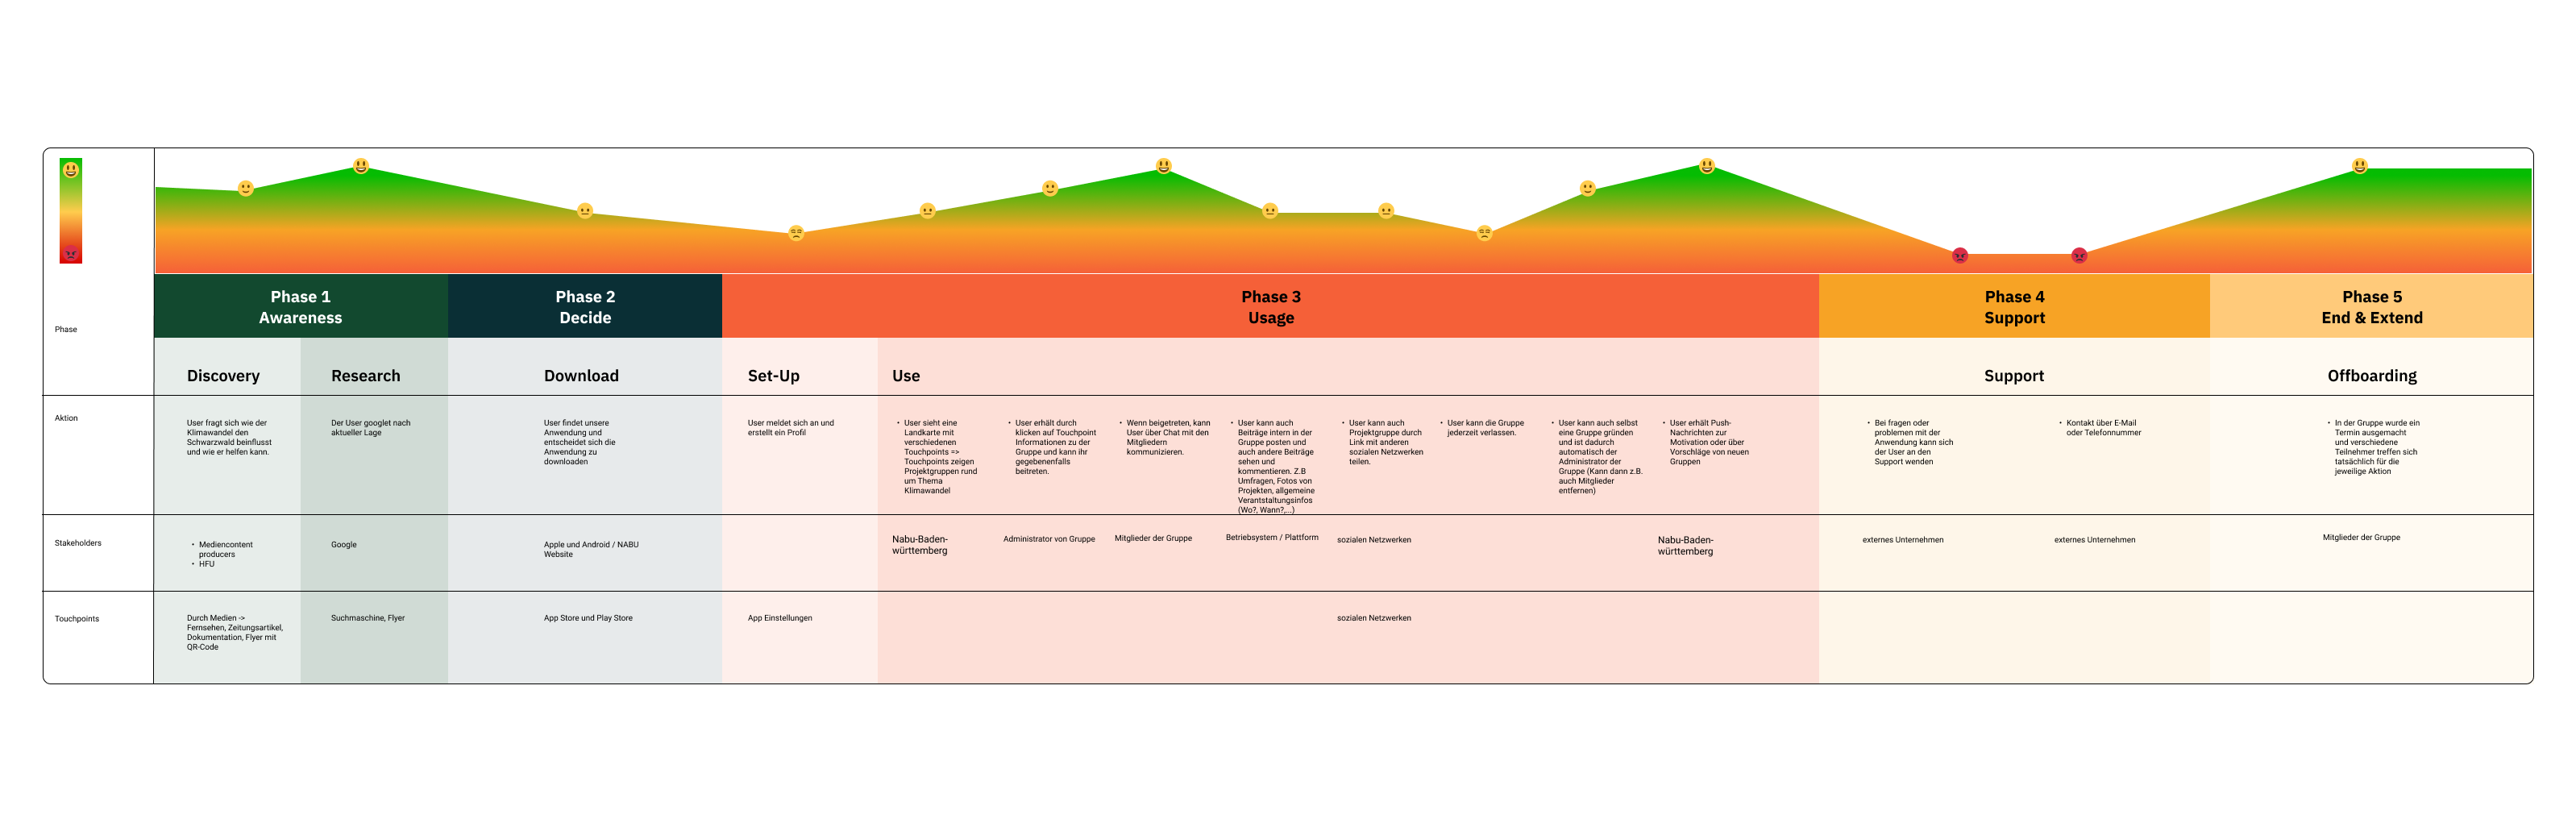 Phase
Phase 1
Awareness
Phase 2
Decide
Phase 3
Usage
Phase 4
Support
Phase 5
End & Extend
Discovery
Research
Download
Set-Up
Use
Support
Offboarding
Aktion
User fragt sich wie der
Klimawandel den
Schwarzwald beinflusst
und wie er helfen kann.
Der User googlet nach
aktueller Lage
User findet unsere
Anwendung und
entscheidet sich die
Anwendung zu
downloaden
User meldet sich an und
erstellt ein Profil
• User sieht eine
Landkarte mit
verschiedenen
Touchpoints =>
Touchpoints zeigen
Projektgruppen rund
um Thema
Klimawandel
• User erhält durch
klicken auf Touchpoint
Informationen zu der
Gruppe und kann ihr
gegebenenfalls
beitreten.
• Wenn beigetreten, kann
User über Chat mit den
Mitgliedern
kommunizieren.
• User kann auch
Beiträge intern in der
Gruppe posten und
auch andere Beiträge
sehen und
kommentieren. Z.B
Umfragen, Fotos von
Projekten, allgemeine
Verantstaltungsinfos
(Wo?, Wann?,...)
• User kann auch
Projektgruppe durch
Link mit anderen
sozialen Netzwerken
teilen.
• User kann die Gruppe
jederzeit verlassen.
• User kann auch selbst
eine Gruppe gründen
und ist dadurch
automatisch der
Administrator der
Gruppe (Kann dann z.B.
auch Mitglieder
entfernen)
• User erhält Push-
Nachrichten zur
Motivation oder über
Vorschläge von neuen
Gruppen
• Bei fragen oder
problemen mit der
Anwendung kann sich
der User an den
Support wenden
• Kontakt über E-Mail
oder Telefonnummer
• In der Gruppe wurde ein
Termin ausgemacht
und verschiedene
Teilnehmer treffen sich
tatsächlich für die
jeweilige Aktion
Stakeholders
• Mediencontent
producers
• HFU
Google
Apple und Android / NABU
Website
Nabu-Baden-
württemberg
Administrator von Gruppe
Mitglieder der Gruppe
Betriebsystem / Plattform
sozialen Netzwerken
Nabu-Baden-
württemberg
externes Unternehmen
externes Unternehmen
Mitglieder der Gruppe
Touchpoints
Durch Medien ->
Fernsehen, Zeitungsartikel,
Dokumentation, Flyer mit
QR-Code
Suchmaschine, Flyer
App Store und Play Store
App Einstellungen
sozialen Netzwerken